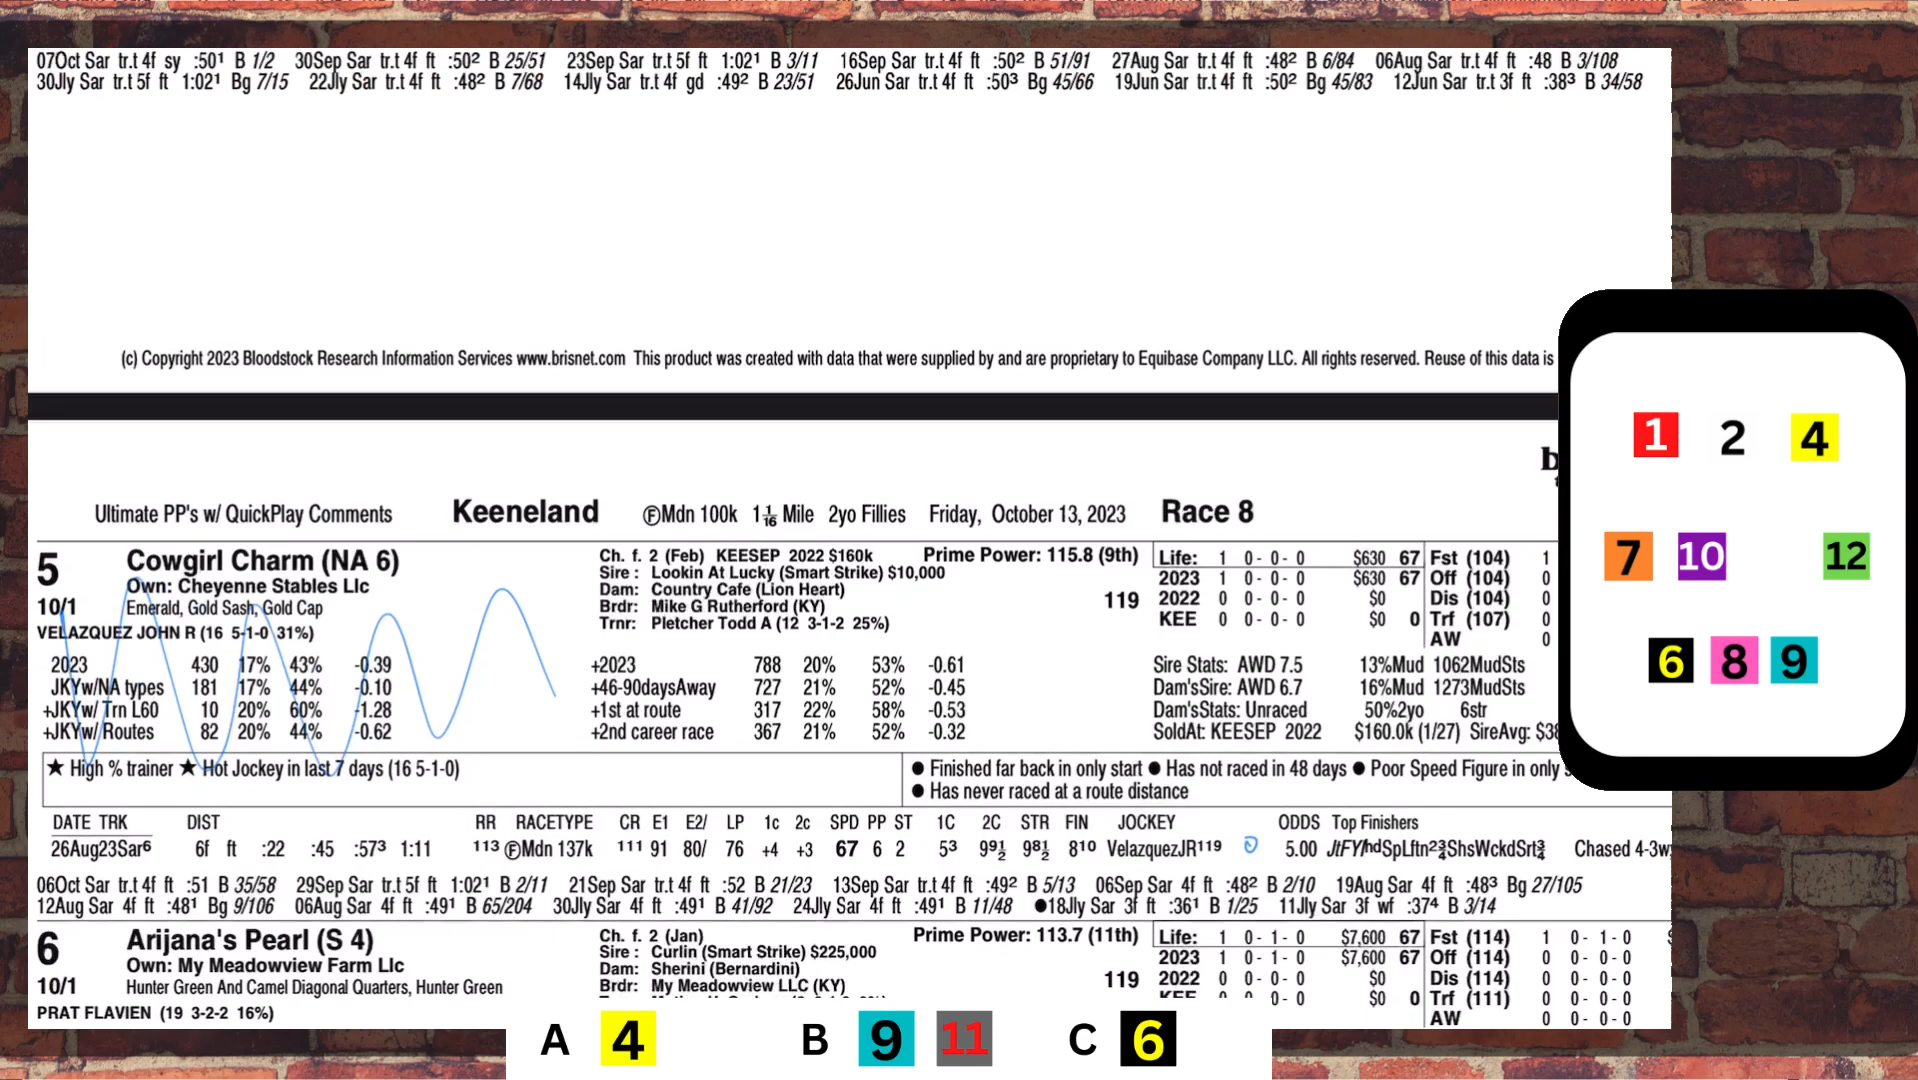 07Oct Sar tr.t 4f sy :50¹ B 1/2 30Sep Sar tr.t 4f ft :50² B 25/51 23Sep Sar tr.t 5f ft 1:02¹ B 3/11 16Sep Sar tr.t 4f ft :50² B 51/91 27Aug Sar tr.t 4f ft :48² B 6/84 06Aug Sar tr.t 4f ft :48 B 3/108
30Jly Sar tr.t 5f ft 1:02¹ Bg 7/15 22Jly Sar tr.t 4f ft :48² B 7/68 14Jly Sar tr.t 4f gd :49² B 23/51 26Jun Sar tr.t 4f ft :50³ Bg 45/66 19Jun Sar tr.t 4f ft :50² Bg 45/83 12Jun Sar tr.t 3f ft :38³ B 34/58
(c) Copyright 2023 Bloodstock Research Information Services www.brisnet.com This product was created with data that were supplied by and are proprietary to Equibase Company LLC. All rights reserved. Reuse of this data is
b
Ultimate PP's w/ QuickPlay Comments Keeneland ⒻMdn 100k 1 1/16 Mile 2yo Fillies Friday, October 13, 2023 Race 8
5 Cowgirl Charm (NA 6)
Own: Cheyenne Stables Llc
10/1 Emerald, Gold Sash, Gold Cap
VELAZQUEZ JOHN R (16 5-1-0 31%)
2023 430 17% 43% -0.39
JKYw/NA types 181 17% 44% -0.10
+JKYw/ Trn L60 10 20% 60% -1.28
+JKYw/ Routes 82 20% 44% -0.62
Ch. f. 2 (Feb) KEESEP 2022 $160k
Sire : Lookin At Lucky (Smart Strike) $10,000
Dam: Country Cafe (Lion Heart)
Brdr: Mike G Rutherford (KY)
Trnr: Pletcher Todd A (12 3-1-2 25%)
Prime Power: 115.8 (9th)
119
+2023 788 20% 53% -0.61
+46-90daysAway 727 21% 52% -0.45
+1st at route 317 22% 58% -0.53
+2nd career race 367 21% 52% -0.32
Life: 1 0 - 0 - 0 $630 67 Fst (104) 1
2023 1 0 - 0 - 0 $630 67 Off (104) 0
2022 0 0 - 0 - 0 $0 Dis (104) 0
KEE 0 0 - 0 - 0 $0 0 Trf (107) 0
AW 0
Sire Stats: AWD 7.5 13%Mud 1062MudSts
Dam'sSire: AWD 6.7 16%Mud 1273MudSts
Dam'sStats: Unraced 50%2yo 6str
SoldAt: KEESEP 2022 $160.0k (1/27) SireAvg: $38
★ High % trainer ★ Hot Jockey in last 7 days (16 5-1-0)
● Finished far back in only start ● Has not raced in 48 days ● Poor Speed Figure in only
● Has never raced at a route distance
DATE TRK DIST RR RACETYPE CR E1 E2/ LP 1c 2c SPD PP ST 1C 2C STR FIN JOCKEY ODDS Top Finishers
26Aug23Sar⁶ 6f ft :22 :45 :57³ 1:11 ¹¹³ ⒻMdn 137k ¹¹¹ 91 80/ 76 +4 +3 67 6 2 5³ 9⁹½ 9⁸½ 8¹⁰ VelazquezJR¹¹⁹ 5.00 JtFYlʰᵈSpLftn²¾ShsWckdSrt¾ Chased 4-3w
06Oct Sar tr.t 4f ft :51 B 35/58 29Sep Sar tr.t 5f ft 1:02¹ B 2/11 21Sep Sar tr.t 4f ft :52 B 21/23 13Sep Sar tr.t 4f ft :49² B 5/13 06Sep Sar 4f ft :48² B 2/10 19Aug Sar 4f ft :48³ Bg 27/105
12Aug Sar 4f ft :48¹ Bg 9/106 06Aug Sar 4f ft :49¹ B 65/204 30Jly Sar 4f ft :49¹ B 41/92 24Jly Sar 4f ft :49¹ B 11/48 ●18Jly Sar 3f ft :36¹ B 1/25 11Jly Sar 3f wf :37⁴ B 3/14
6 Arijana's Pearl (S 4)
Own: My Meadowview Farm Llc
10/1 Hunter Green And Camel Diagonal Quarters, Hunter Green
PRAT FLAVIEN (19 3-2-2 16%)
Ch. f. 2 (Jan)
Sire : Curlin (Smart Strike) $225,000
Dam: Sherini (Bernardini)
Brdr: My Meadowview LLC (KY)
Prime Power: 113.7 (11th)
119
Life: 1 0 - 1 - 0 $7,600 67 Fst (114) 1 0 - 1 - 0
2023 1 0 - 1 - 0 $7,600 67 Off (114) 0 0 - 0 - 0
2022 0 0 - 0 - 0 $0 Dis (114) 0 0 - 0 - 0
KEE 0 0 0 - 0 $0 0 Trf (111) 0 0 - 0 - 0
AW 0 0 - 0 - 0
1 2 4
7 10 12
6 8 9
A 4 B 9 11 C 6